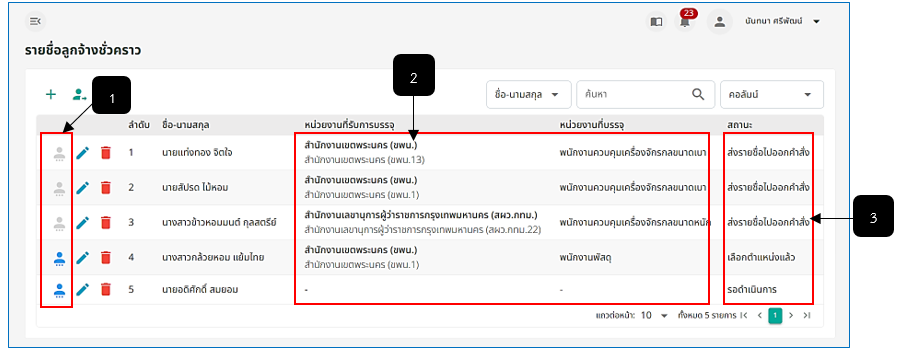 23
นันทนา ศรีพัฒน์
รายชื่อลูกจ้างชั่วคราว
1
2
ชื่อ-นามสกุล
ค้นหา
คอลัมน์
ลำดับ ชื่อ-นามสกุล หน่วยงานที่รับการบรรจุ หน่วยงานที่บรรจุ สถานะ
1 นายแท่งทอง จิตใจ สำนักงานเขตพระนคร (ขพน.) พนักงานควบคุมเครื่องจักรกลขนาดเบา ส่งรายชื่อไปออกคำสั่ง
สำนักงานเขตพระนคร (ขพน.13)
2 นายสัปรด ไม้หอม สำนักงานเขตพระนคร (ขพน.) พนักงานควบคุมเครื่องจักรกลขนาดเบา ส่งรายชื่อไปออกคำสั่ง
สำนักงานเขตพระนคร (ขพน.1)
3 นางสาวข้าวหอมมนต์ กุลสตรีย์ สำนักงานเลขานุการผู้ว่าราชการกรุงเทพมหานคร (สผว.กทม.) พนักงานควบคุมเครื่องจักรกลขนาดหนัก ส่งรายชื่อไปออกคำสั่ง
สำนักงานเลขานุการผู้ว่าราชการกรุงเทพมหานคร (สผว.กทม.22)
3
4 นางสาวกล้วยหอม แย้มไทย สำนักงานเขตพระนคร (ขพน.) พนักงานพัสดุ เลือกตำแหน่งแล้ว
สำนักงานเขตพระนคร (ขพน.1)
5 นายอดิศักดิ์ สมยอม - - รอดำเนินการ
แถวต่อหน้า: 10 ทั้งหมด 5 รายการ 1